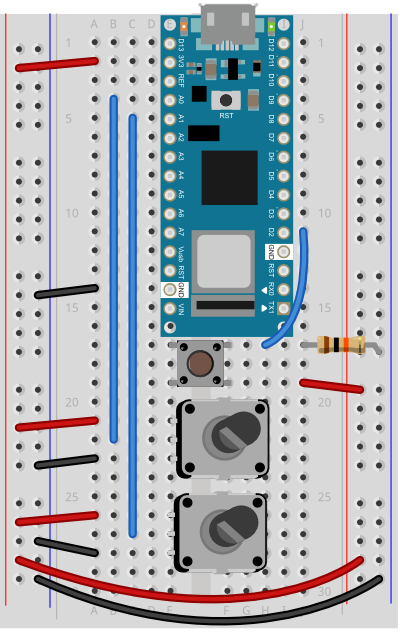 A B C D E I J
1 D13 D12 1
3V3 D11
REF D10
A0 D9
5 A1 RST D8 5
A2 D7
A3 D6
A4 D5
A5 D4
10 A6 D3 10
A7 D2
Vusb GND
RST RST
GND RX0
15 VIN TX1 15
20 20
25 25
30
A B C D E F G H I